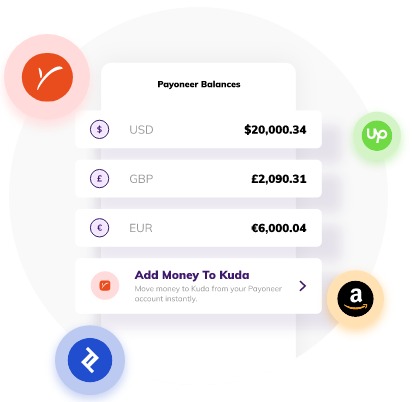 Payoneer Balances
$ USD $20,000.34
up
£ GBP £2,090.31
€ EUR €6,000.04
Add Money To Kuda
Move money to Kuda from your Payoneer
account instantly.
a